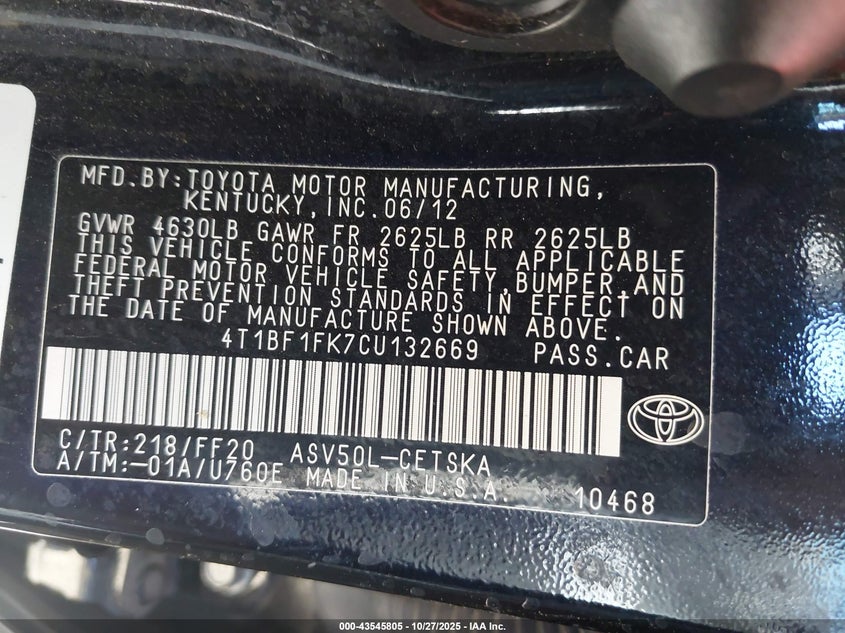 MFD.BY:TOYOTA MOTOR MANUFACTURING,
KENTUCKY, INC.06/12
GVWR 4630LB GAWR FR 2625LB RR 2625LB
THIS VEHICLE CONFORMS TO ALL APPLICABLE
FEDERAL MOTOR VEHICLE SAFETY,BUMPER,AND
THEFT PREVENTION STANDARDS IN EFFECT ON
THE DATE OF MANUFACTURE SHOWN ABOVE.
4T1BF1FK7CU132669 PASS.CAR
C/TR:218/FF20 ASV50L-CETSKA
A/TM:-01A/U760E MADE IN U.S.A. 10468
000-43545805 - 10/27/2025 - IAA Inc.